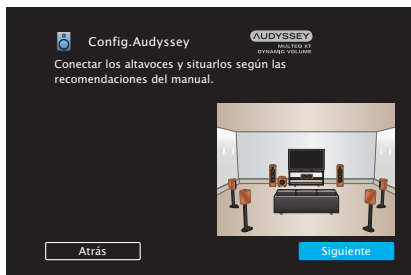 Config.Audyssey
AUDYSSEY
MULTEQ XT
DYNAMIC VOLUME
Conectar los altavoces y situarlos según las
recomendaciones del manual.
Atrás
Siguiente